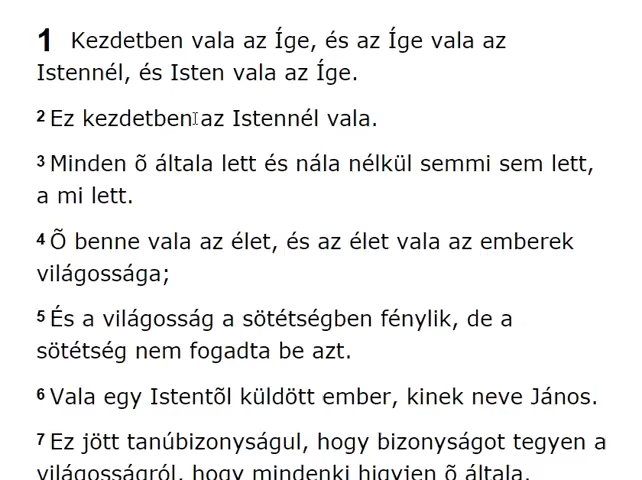 1 Kezdetben vala az Íge, és az Íge vala az
Istennél, és Isten vala az Íge.
2 Ez kezdetben az Istennél vala.
3 Minden õ általa lett és nála nélkül semmi sem lett,
a mi lett.
4 Õ benne vala az élet, és az élet vala az emberek
világossága;
5 És a világosság a sötétségben fénylik, de a
sötétség nem fogadta be azt.
6 Vala egy Istentõl küldött ember, kinek neve János.
7 Ez jött tanúbizonyságul, hogy bizonyságot tegyen a
világosságról, hogy mindenki higyjen õ általa.